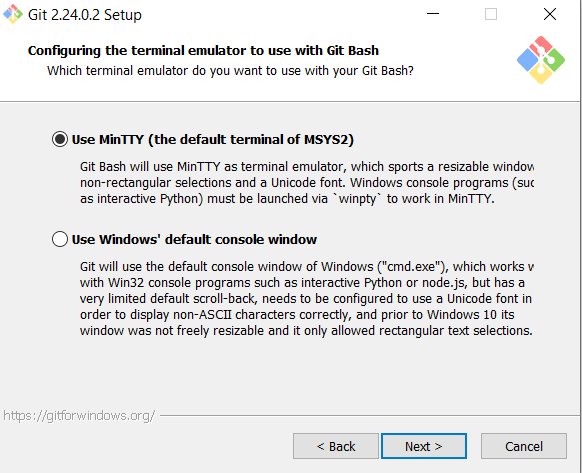 Git 2.24.0.2 Setup
Configuring the terminal emulator to use with Git Bash
Which terminal emulator do you want to use with your Git Bash?
Use MinTTY (the default terminal of MSYS2)
Git Bash will use MinTTY as terminal emulator, which sports a resizable window
non-rectangular selections and a Unicode font. Windows console programs (suc
as interactive Python) must be launched via `winpty` to work in MinTTY.
Use Windows' default console window
Git will use the default console window of Windows ("cmd.exe"), which works w
with Win32 console programs such as interactive Python or node.js, but has a
very limited default scroll-back, needs to be configured to use a Unicode font in
order to display non-ASCII characters correctly, and prior to Windows 10 its
window was not freely resizable and it only allowed rectangular text selections.
https://gitforwindows.org/
< Back
Next >
Cancel